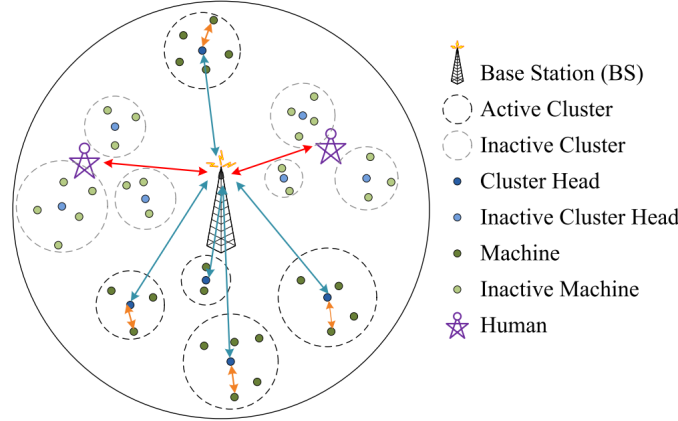 Base Station (BS)
Active Cluster
Inactive Cluster
Cluster Head
Inactive Cluster Head
Machine
Inactive Machine
Human